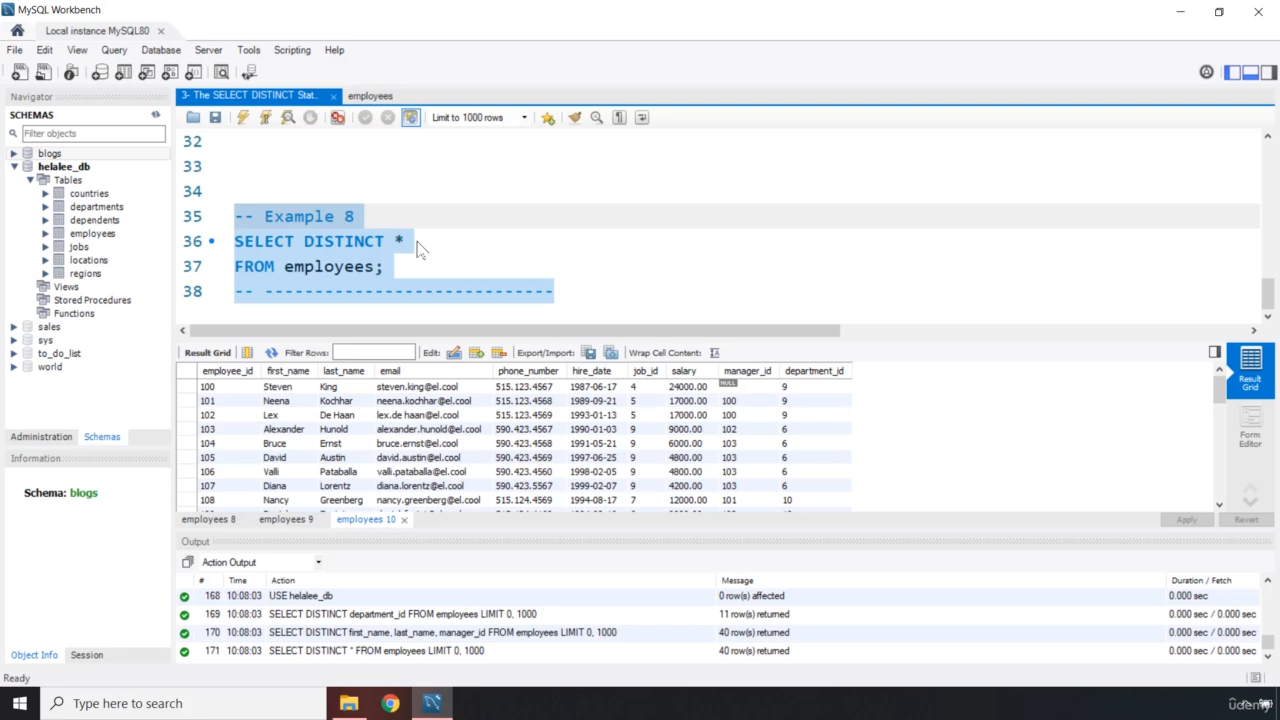 MySQL Workbench
Local instance MySQL80
File Edit View Query Database Server Tools Scripting Help
Navigator
SCHEMAS
Filter objects
blogs
helalee_db
Tables
countries
departments
dependents
employees
jobs
locations
regions
Views
Stored Procedures
Functions
sales
sys
to_do_list
world
Administration Schemas
Information
Schema: blogs
Object Info Session
3- The SELECT DISTINCT Stat... employees
Limit to 1000 rows
32
33
34
35 -- Example 8
36 SELECT DISTINCT *
37 FROM employees;
38 -- ----------------------------
Result Grid Filter Rows: Edit: Export/Import: Wrap Cell Content:
employee_id first_name last_name email phone_number hire_date job_id salary manager_id department_id
100 Steven King steven.king@el.cool 515.123.4567 1987-06-17 4 24000.00 NULL 9
101 Neena Kochhar neena.kochhar@el.cool 515.123.4568 1989-09-21 5 17000.00 100 9
102 Lex De Haan lex.de haan@el.cool 515.123.4569 1993-01-13 5 17000.00 100 9
103 Alexander Hunold alexander.hunold@el.cool 590.423.4567 1990-01-03 9 9000.00 102 6
104 Bruce Ernst bruce.ernst@el.cool 590.423.4568 1991-05-21 9 6000.00 103 6
105 David Austin david.austin@el.cool 590.423.4569 1997-06-25 9 4800.00 103 6
106 Valli Pataballa valli.pataballa@el.cool 590.423.4560 1998-02-05 9 4800.00 103 6
107 Diana Lorentz diana.lorentz@el.cool 590.423.5567 1999-02-07 9 4200.00 103 6
108 Nancy Greenberg nancy.greenberg@el.cool 515.124.4569 1994-08-17 7 12000.00 101 10
Result Grid
Form Editor
employees 8 employees 9 employees 10
Apply Revert
Output
Action Output
# Time Action Message Duration / Fetch
168 10:08:03 USE helalee_db 0 row(s) affected 0.000 sec
169 10:08:03 SELECT DISTINCT department_id FROM employees LIMIT 0, 1000 11 row(s) returned 0.000 sec / 0.000 sec
170 10:08:03 SELECT DISTINCT first_name, last_name, manager_id FROM employees LIMIT 0, 1000 40 row(s) returned 0.000 sec / 0.000 sec
171 10:08:03 SELECT DISTINCT * FROM employees LIMIT 0, 1000 40 row(s) returned 0.000 sec / 0.000 sec
Ready
Type here to search
udemy